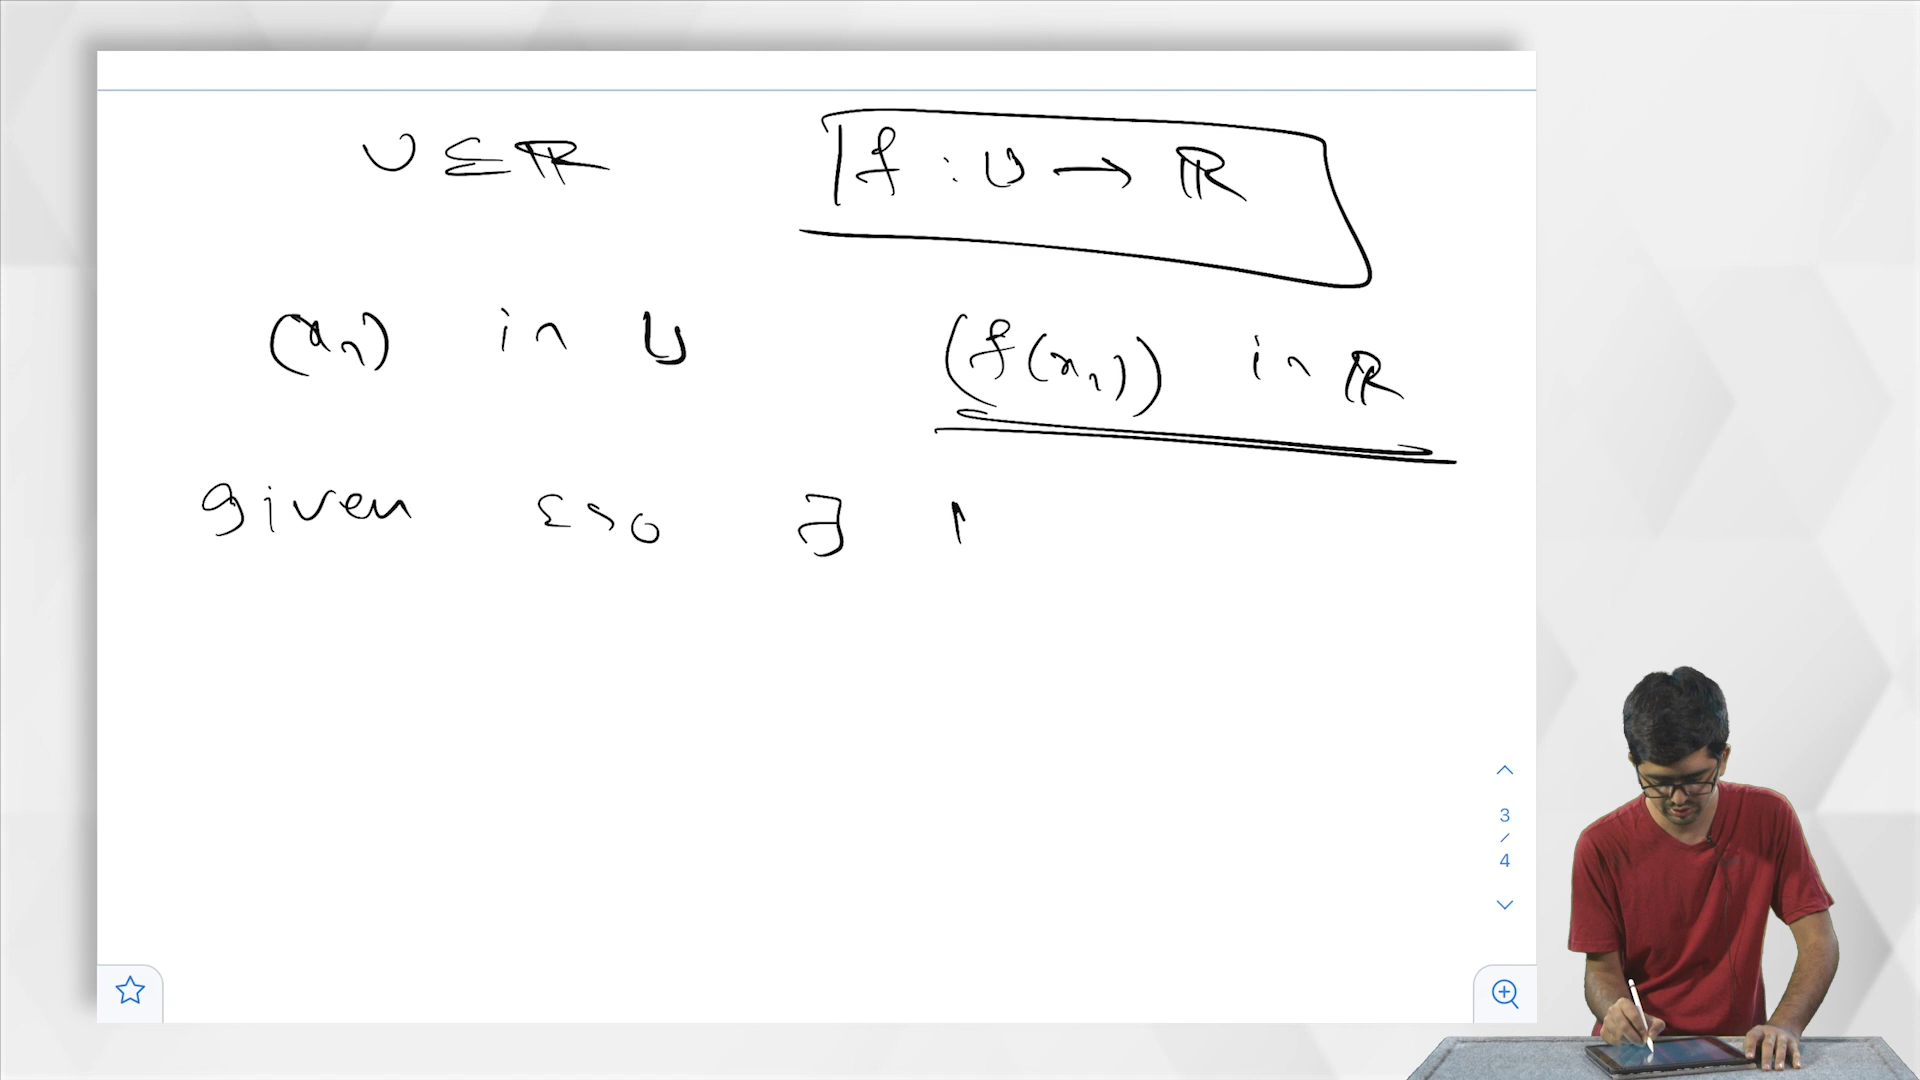 U ⊆ ℝ f : U → ℝ
(xₙ) in U (f(xₙ)) in ℝ
given ε > 0 ∃
3
/
4